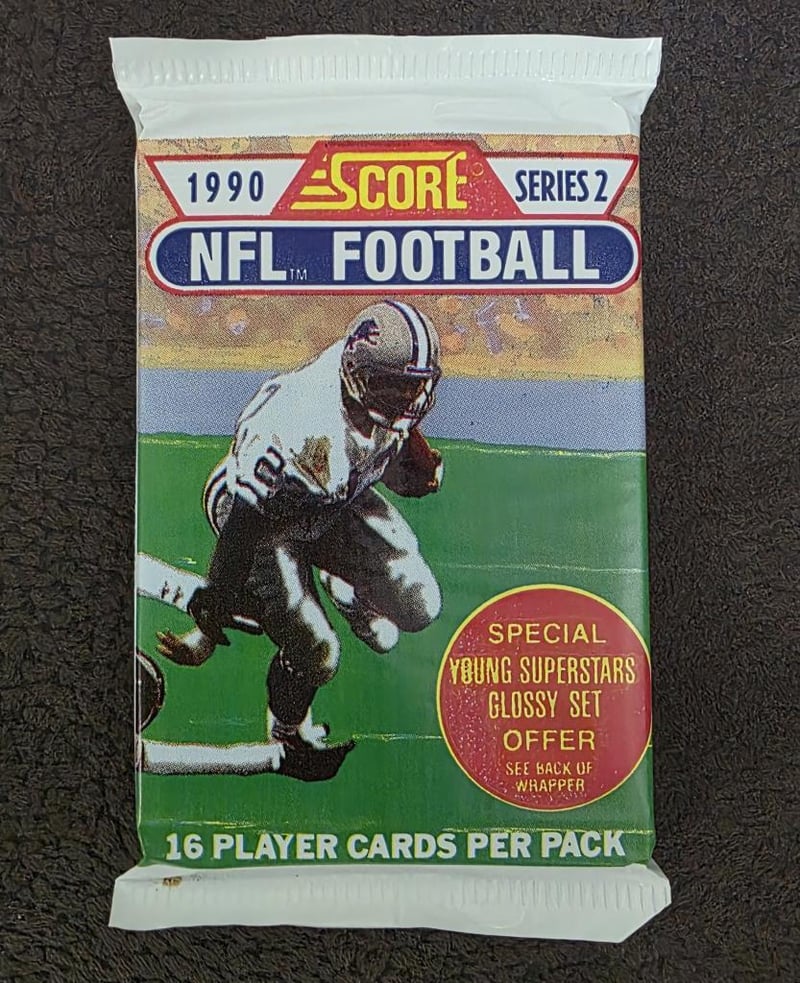 1990 SCORE® SERIES 2
NFL™ FOOTBALL
SPECIAL
YOUNG SUPERSTARS
GLOSSY SET
OFFER
SEE BACK OF
WRAPPER
16 PLAYER CARDS PER PACK